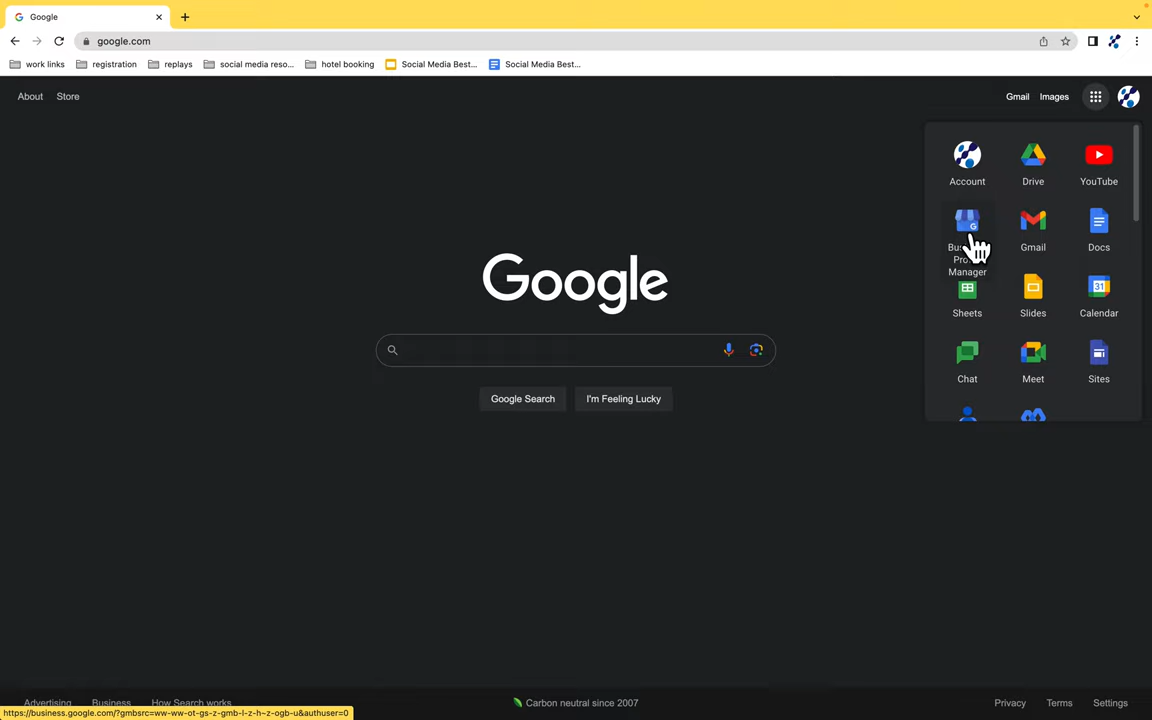 Google
google.com
work links
registration
replays
social media reso...
hotel booking
Social Media Best...
Social Media Best...
About
Store
Gmail
Images
Account
Drive
YouTube
Manager
Gmail
Docs
Sheets
Slides
Calendar
31
Chat
Meet
Sites
Google
Google Search
I'm Feeling Lucky
Advertising
Business
How Search works
Carbon neutral since 2007
Privacy
Terms
Settings
https://business.google.com/?gmbsrc=ww-ww-ot-gs-z-gmb-l-z-h~z-ogb-u&authuser=0